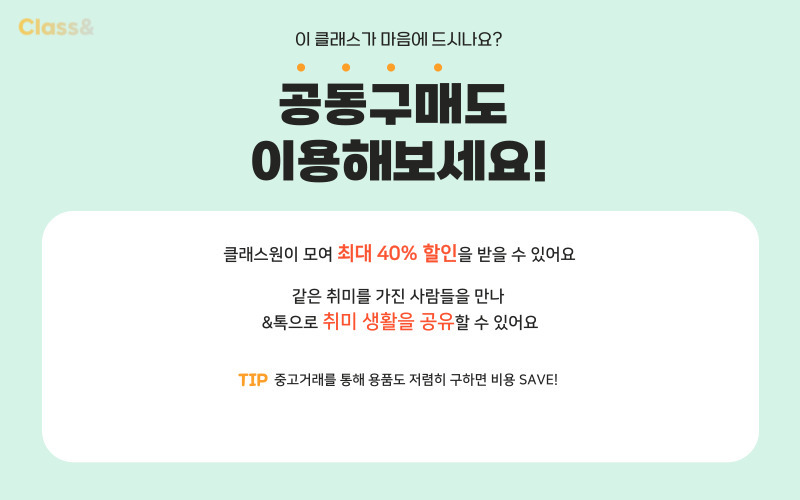 Class&
이 클래스가 마음에 드시나요?
공동구매도
이용해보세요!
클래스원이 모여 최대 40% 할인을 받을 수 있어요
같은 취미를 가진 사람들을 만나
&톡으로 취미 생활을 공유할 수 있어요
TIP 중고거래를 통해 용품도 저렴히 구하면 비용 SAVE!